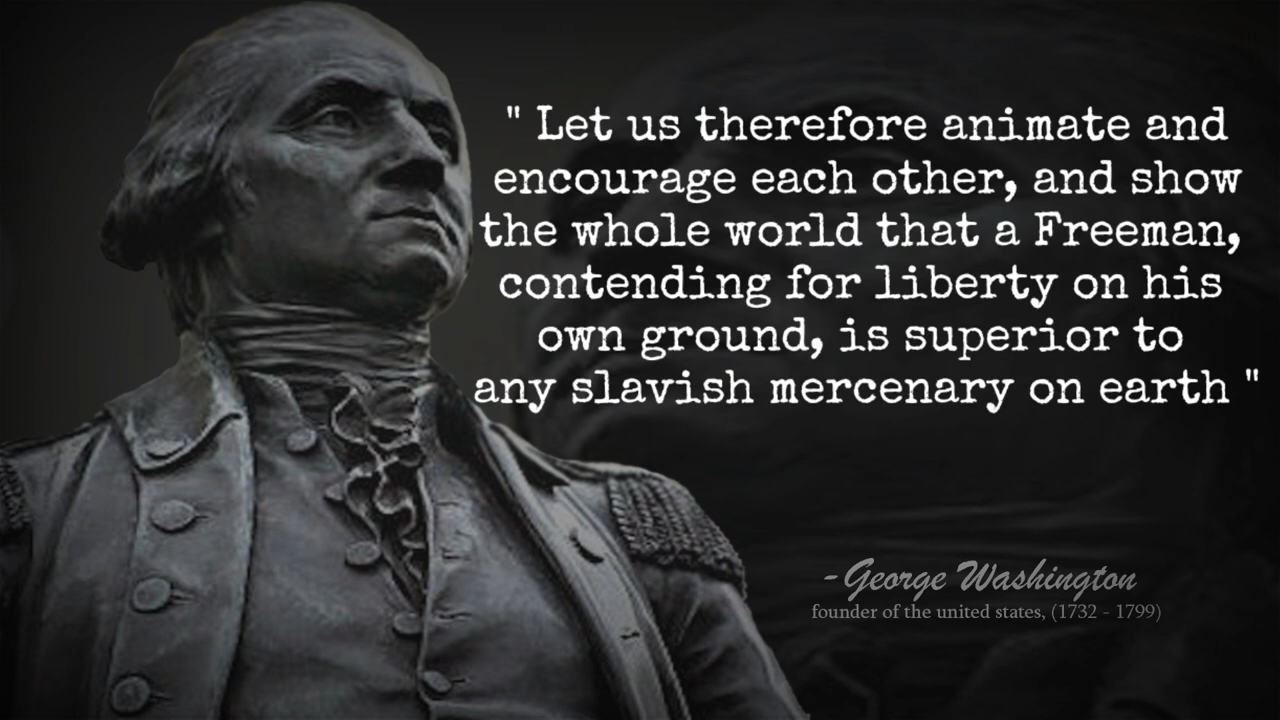 " Let us therefore animate and
encourage each other, and show
the whole world that a Freeman,
contending for liberty on his
own ground, is superior to
any slavish mercenary on earth "
-George Washington
founder of the united states, (1732 - 1799)